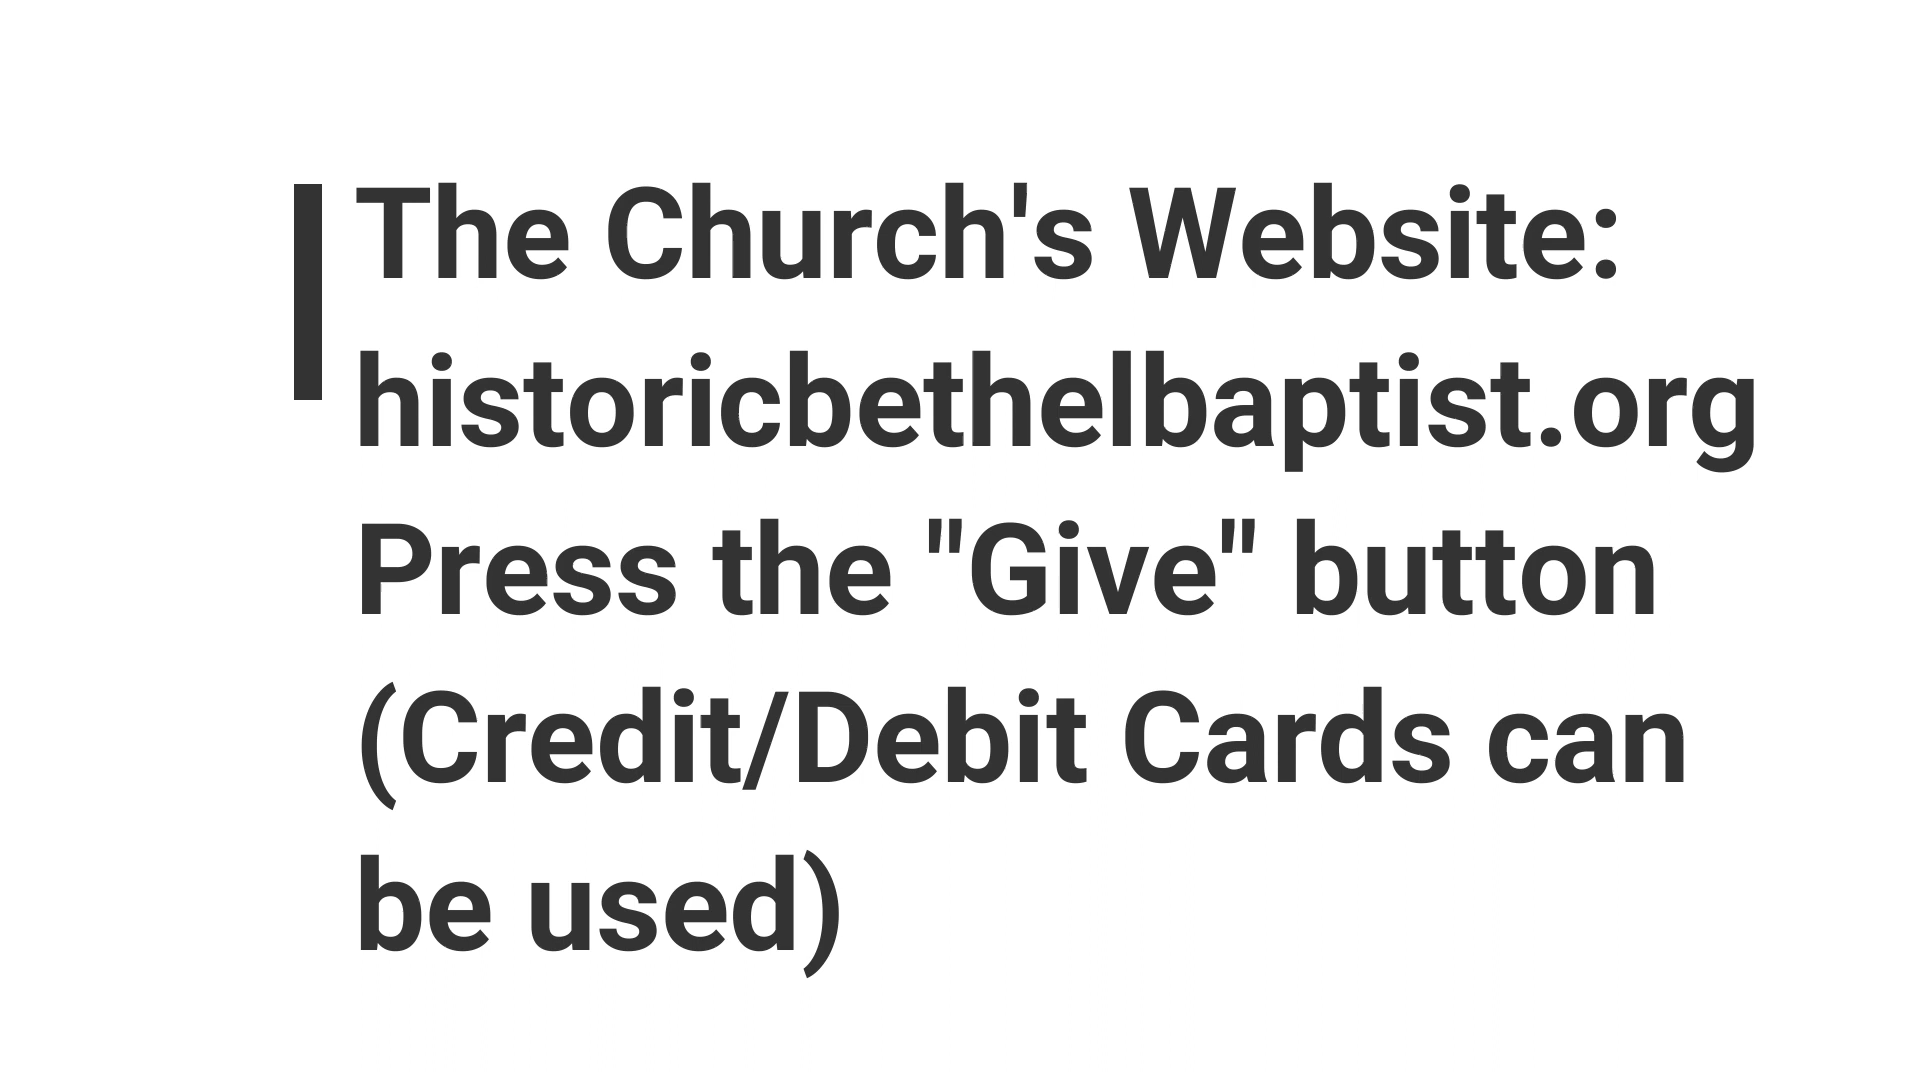 The Church's Website:
historicbethelbaptist.org
Press the "Give" button
(Credit/Debit Cards can
be used)